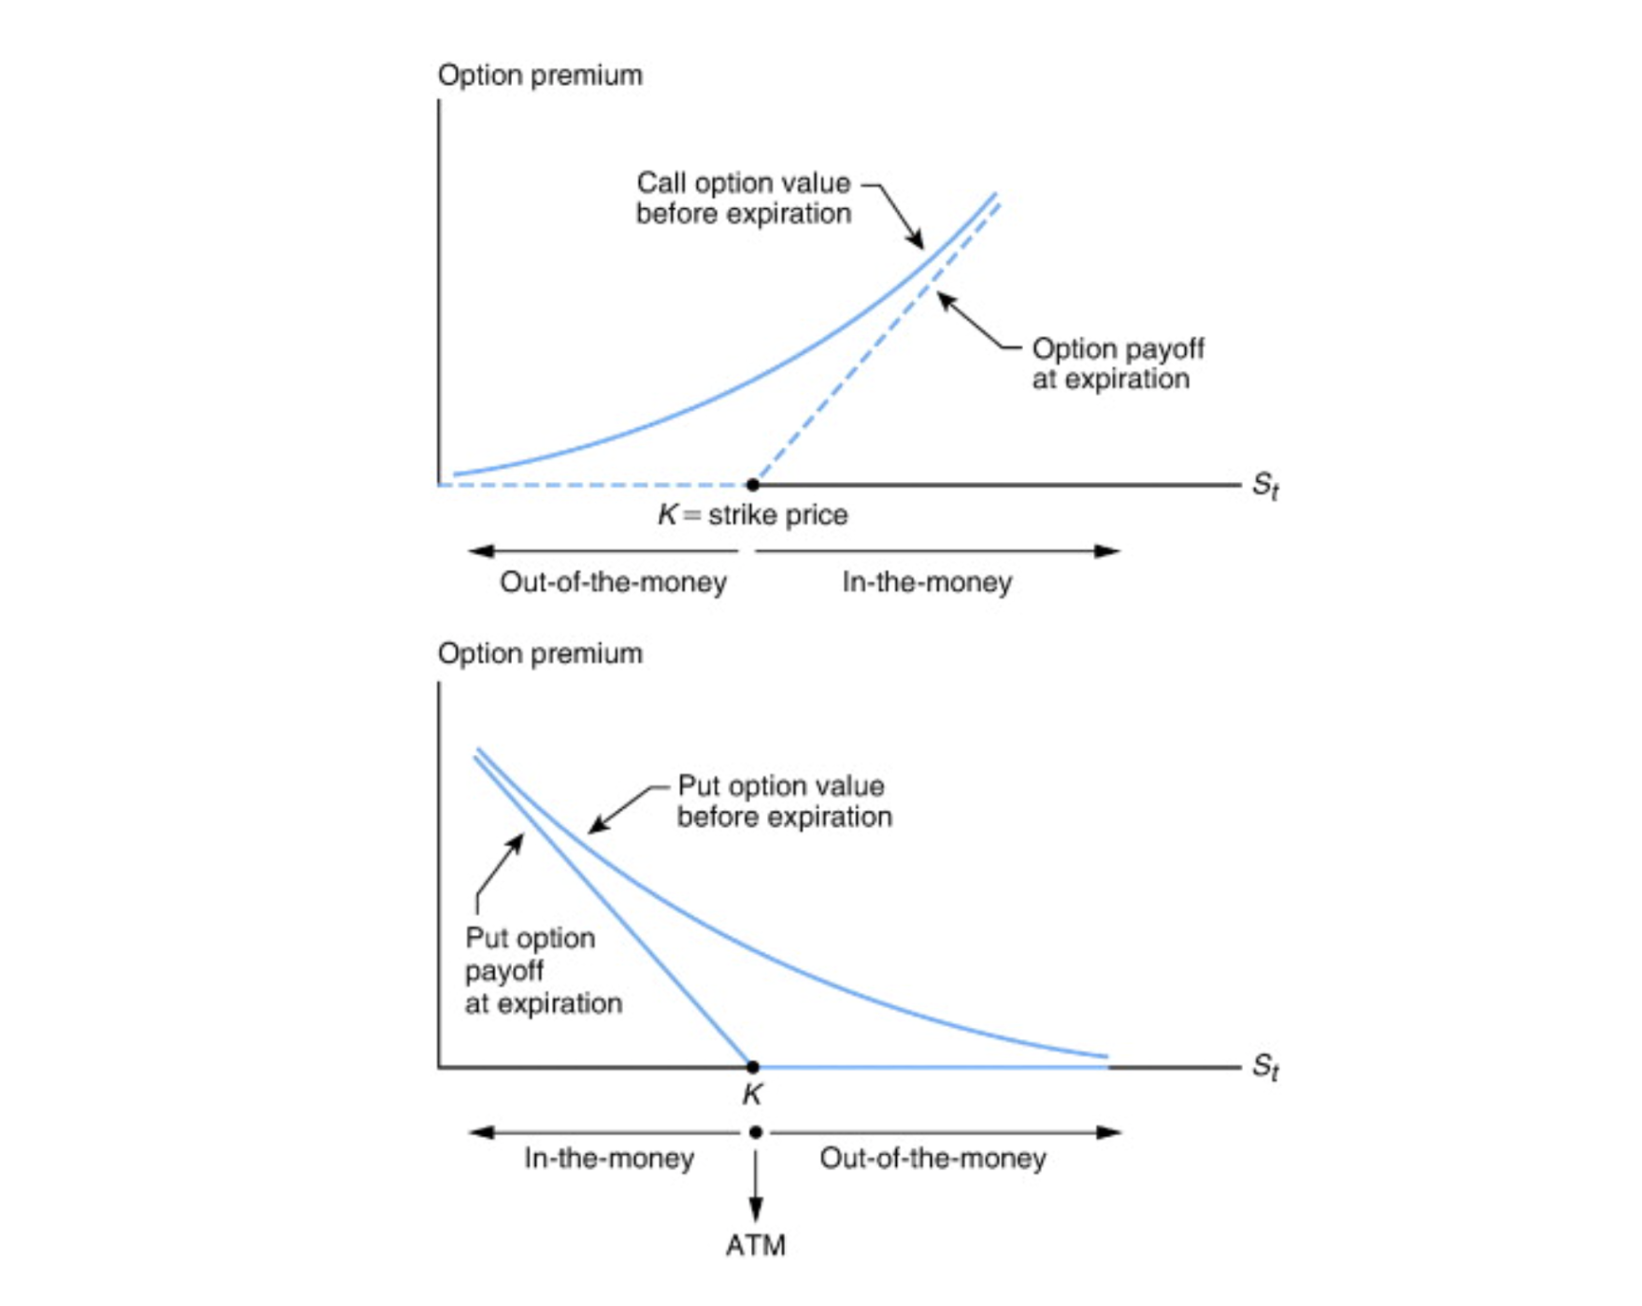 Option premium
Call option value
before expiration
Option payoff
at expiration
S_t
K = strike price
Out-of-the-money
In-the-money
Option premium
Put option value
before expiration
Put option
payoff
at expiration
S_t
K
In-the-money
Out-of-the-money
ATM